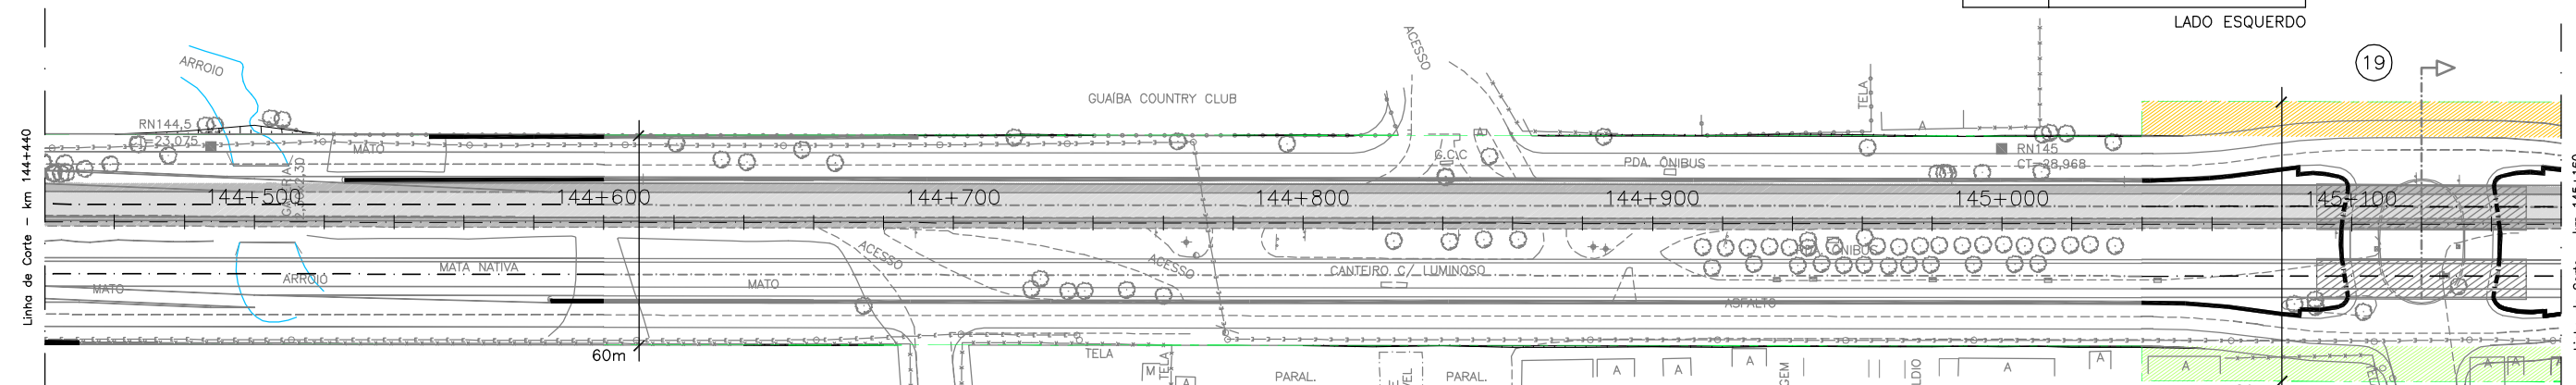 LADO ESQUERDO
19
ARROIO
ACESSO
GUAÍBA COUNTRY CLUB
TELA
RN144,5
CT=23,075
MATO
A
A
G.C.C
PDA. ÔNIBUS
RN145
CT=28,968
Linha de Corte - km 144+440
144+500
144+600
144+700
144+800
144+900
145+000
145+100
ARROIO
MATA NATIVA
MATO
MATO
ACESSO
ACESSO
CANTEIRO C/ LUMINOSO
ÔNIBUS
ASFALTO
60m
TELA
TELA
M
A
PARAL.
PARAL.
A
A
A
A
A
A
A
A